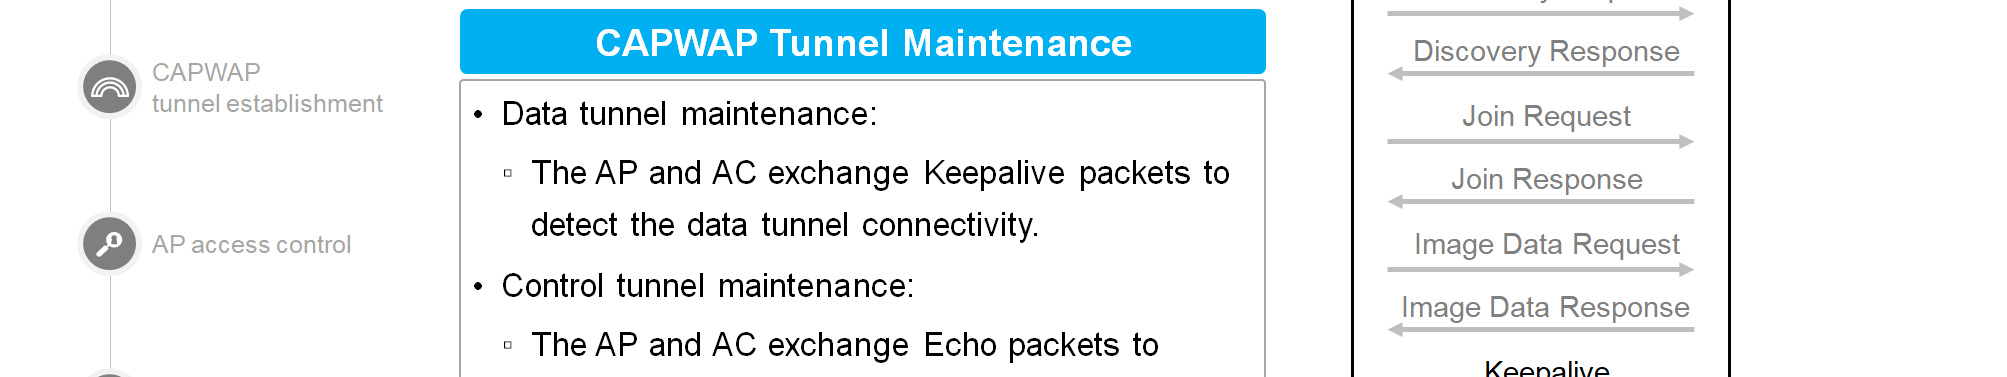 CAPWAP
tunnel establishment
AP access control
CAPWAP Tunnel Maintenance
• Data tunnel maintenance:
▫ The AP and AC exchange Keepalive packets to
detect the data tunnel connectivity.
• Control tunnel maintenance:
▫ The AP and AC exchange Echo packets to
Discovery Response
Join Request
Join Response
Image Data Request
Image Data Response
Keepalive